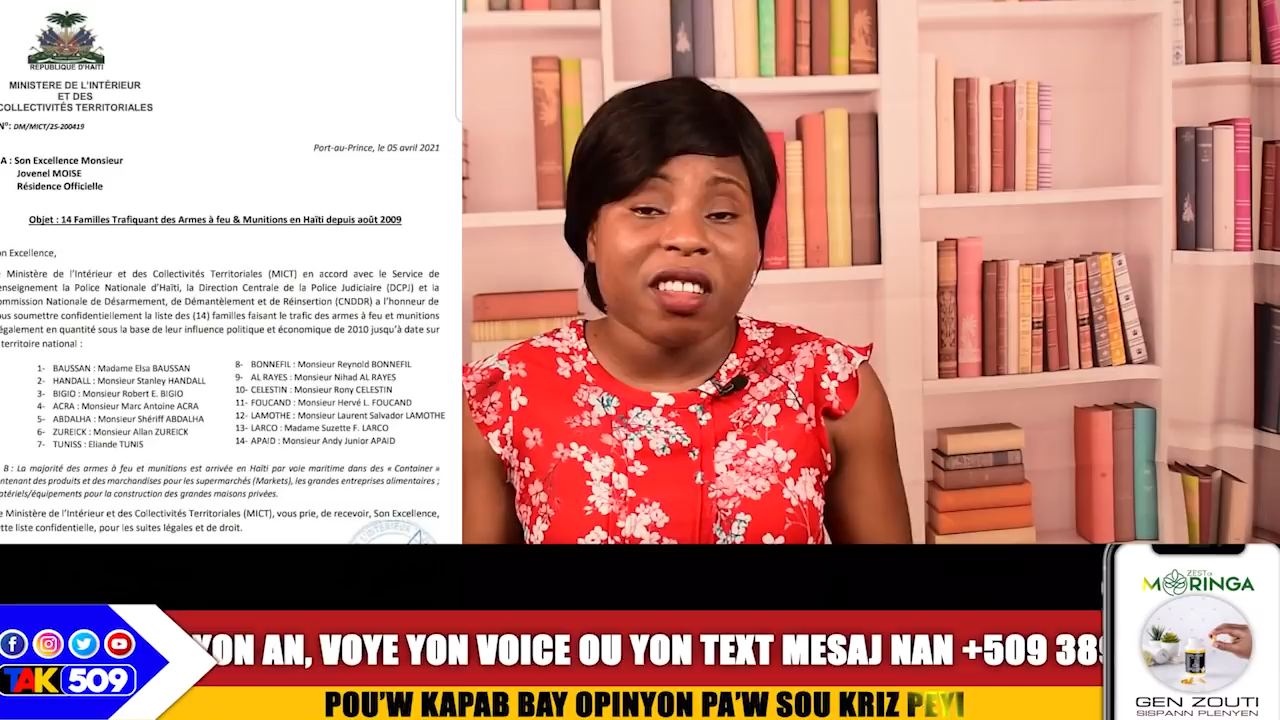 REPUBLIQUE D'HAITI
MINISTERE DE L'INTÉRIEUR
ET DES
COLLECTIVITÉS TERRITORIALES
N°: DM/MICT/25-200419
Port-au-Prince, le 05 avril 2021
A : Son Excellence Monsieur
Jovenel MOISE
Résidence Officielle
Objet : 14 Familles Trafiquant des Armes à feu & Munitions en Haïti depuis août 2009
on Excellence,
Ministère de l'Intérieur et des Collectivités Territoriales (MICT) en accord avec le Service de
enseignement la Police Nationale d'Haïti, la Direction Centrale de la Police Judiciaire (DCPJ) et la
ommission Nationale de Désarmement, de Démantèlement et de Réinsertion (CNDDR) a l'honneur de
ous soumettre confidentiellement la liste des (14) familles faisant le trafic des armes à feu et munitions
également en quantité sous la base de leur influence politique et économique de 2010 jusqu'à date sur
territoire national :
1- BAUSSAN : Madame Elsa BAUSSAN
2- HANDALL : Monsieur Stanley HANDALL
3- BIGIO : Monsieur Robert E. BIGIO
4- ACRA : Monsieur Marc Antoine ACRA
5- ABDALHA : Monsieur Shériff ABDALHA
6- ZUREICK : Monsieur Allan ZUREICK
7- TUNISS : Eliande TUNIS
8- BONNEFIL : Monsieur Reynold BONNEFIL
9- AL RAYES : Monsieur Nihad AL RAYES
10- CELESTIN : Monsieur Rony CELESTIN
11- FOUCAND : Monsieur Hervé L. FOUCAND
12- LAMOTHE : Monsieur Laurent Salvador LAMOTHE
13- LARCO : Madame Suzette F. LARCO
14- APAID : Monsieur Andy Junior APAID
B : La majorité des armes à feu et munitions est arrivée en Haïti par voie maritime dans des « Container »
ntenant des produits et des marchandises pour les supermarchés (Markets), les grandes entreprises alimentaires ;
atériels/équipements pour la construction des grandes maisons privées.
e Ministère de l'Intérieur et des Collectivités Territoriales (MICT), vous prie, de recevoir, Son Excellence,
ette liste confidentielle, pour les suites légales et de droit.
TAK 509
YON AN, VOYE YON VOICE OU YON TEXT MESAJ NAN +509 389
POU'W KAPAB BAY OPINYON PA'W SOU KRIZ PEYI
ZEST OF
MORINGA
GEN ZOUTI
SISPANN PLENYEN